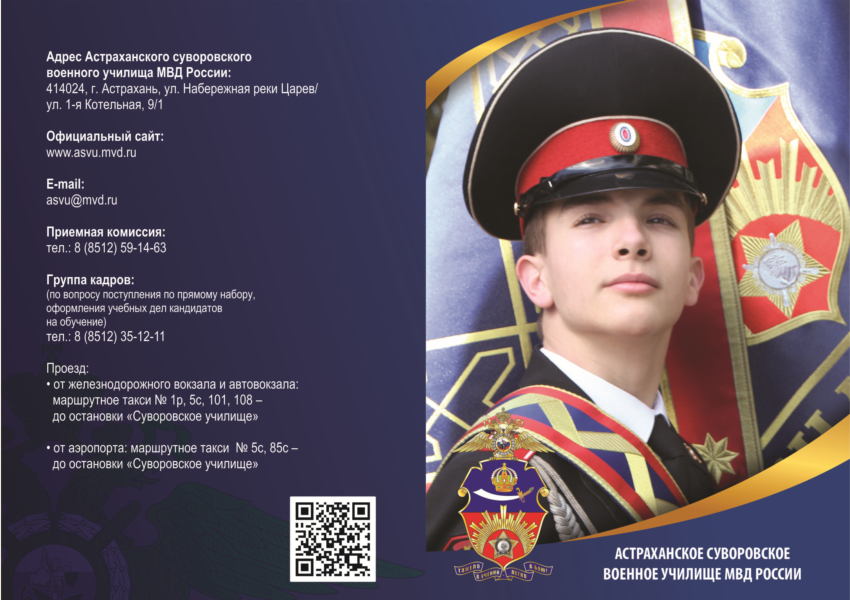 Адрес Астраханского суворовского
военного училища МВД России:
414024, г. Астрахань, ул. Набережная реки Царев/
ул. 1-я Котельная, 9/1
Официальный сайт:
www.asvu.mvd.ru
E-mail:
asvu@mvd.ru
Приемная комиссия:
тел.: 8 (8512) 59-14-63
Группа кадров:
(по вопросу поступления по прямому набору,
оформления учебных дел кандидатов
на обучение)
тел.: 8 (8512) 35-12-11
Проезд:
• от железнодорожного вокзала и автовокзала:
маршрутное такси № 1р, 5с, 101, 108 –
до остановки «Суворовское училище»
• от аэропорта: маршрутное такси № 5с, 85с –
до остановки «Суворовское училище»
ТЯЖЕЛО В УЧЕНИИ ЛЕГКО В БОЮ!
АСТРАХАНСКОЕ СУВОРОВСКОЕ
ВОЕННОЕ УЧИЛИЩЕ МВД РОССИИ